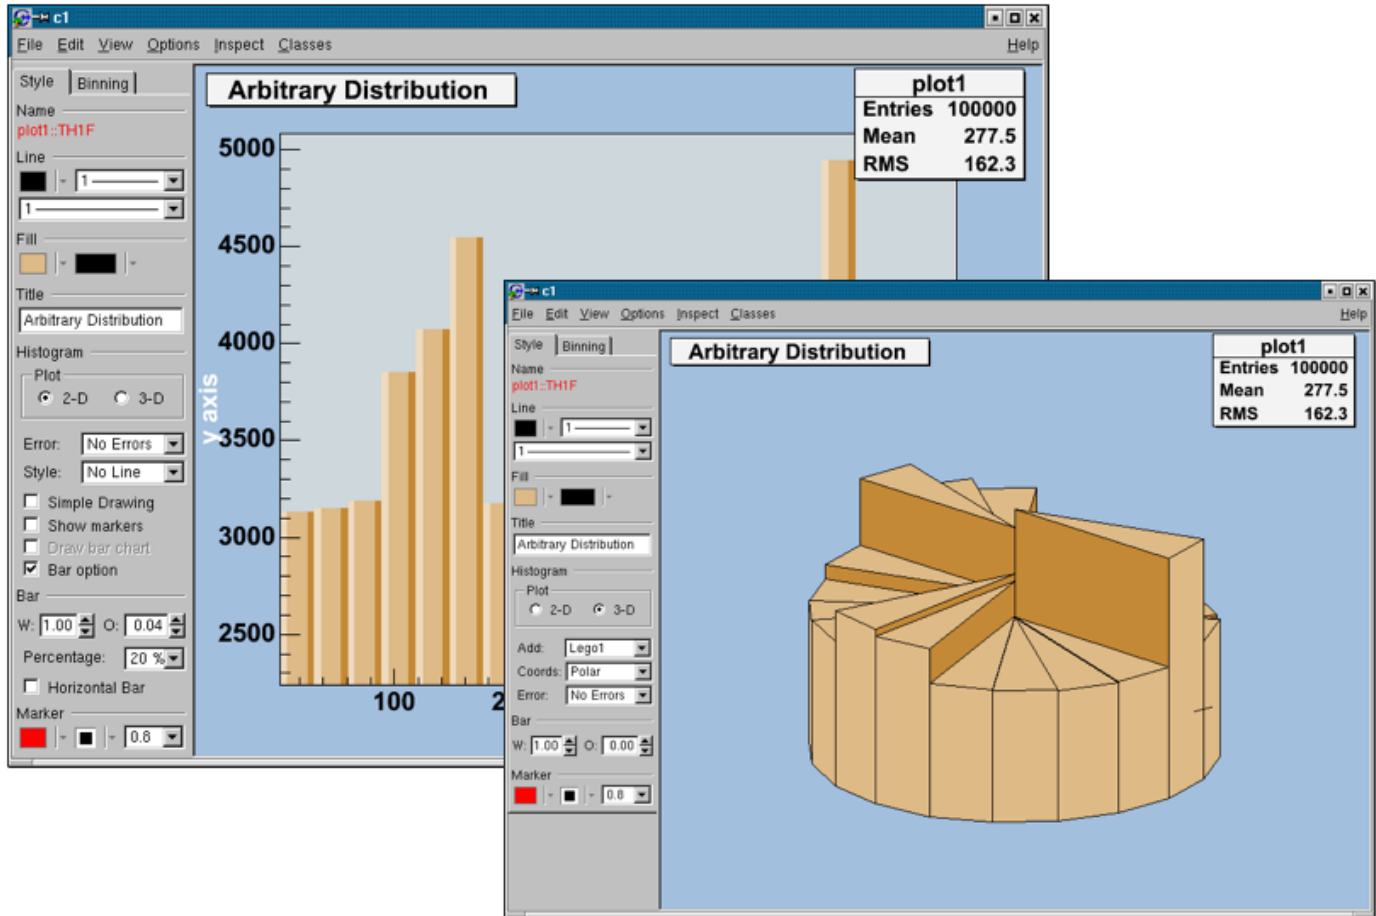 c1
File Edit View Options Inspect Classes Help
Style Binning
Name
plot1::TH1F
Line
1
1
Fill
Title
Arbitrary Distribution
Histogram
Plot
2-D 3-D
Error: No Errors
Style: No Line
Simple Drawing
Show markers
Draw bar chart
Bar option
Bar
W: 1.00 O: 0.04
Percentage: 20 %
Horizontal Bar
Marker
0.8
Arbitrary Distribution
plot1
Entries 100000
Mean 277.5
RMS 162.3
5000
4500
4000
3500
3000
2500
y axis
100 2
c1
File Edit View Options Inspect Classes Help
Style Binning
Name
plot1::TH1F
Line
1
1
Fill
Title
Arbitrary Distribution
Histogram
Plot
2-D 3-D
Add: Lego1
Coords: Polar
Error: No Errors
Bar
W: 1.00 O: 0.00
Marker
0.8
Arbitrary Distribution
plot1
Entries 100000
Mean 277.5
RMS 162.3